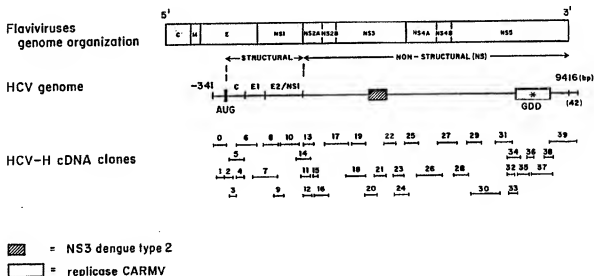 5' 3'
Flaviviruses genome organization
C M E NS1 NS2A NS2B NS3 NS4A NS4B NS5
STRUCTURAL NON-STRUCTURAL (NS)
HCV genome
-341 C E1 E2/NS1 9416 (bp)
AUG GDD * (42)
HCV-H cDNA clones
0 6 8 10 13 17 19 22 25 27 29 31 39
5 14 34 36 38
1 2 4 7 11 15 18 21 23 26 28 32 35 37
3 9 12 16 20 24 30 33
= NS3 dengue type 2
= replicase CARMV